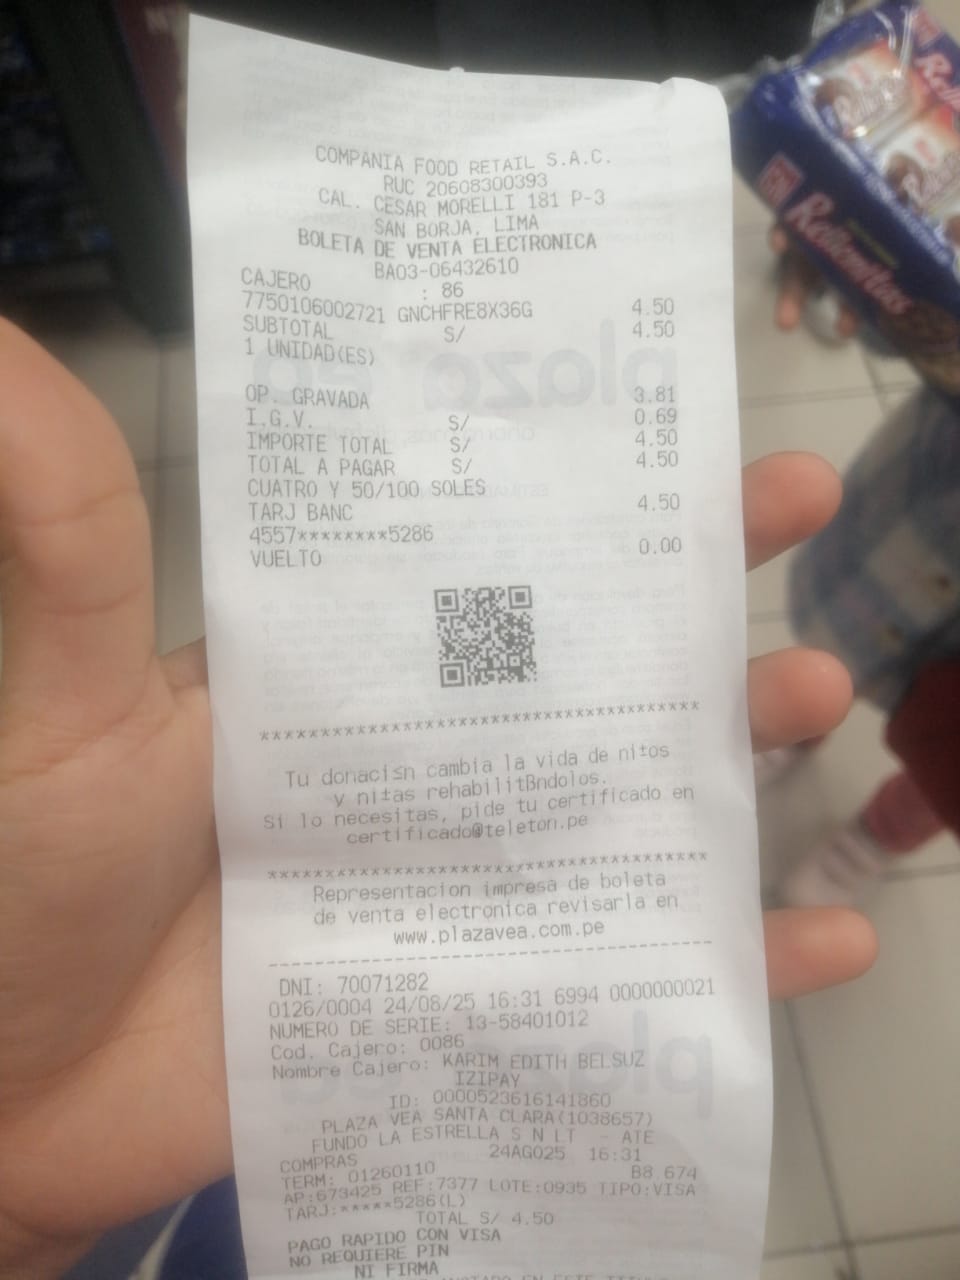 COMPANIA FOOD RETAIL S.A.C.
RUC 20608300393
CAL. CESAR MORELLI 181 P-3
SAN BORJA, LIMA
BOLETA DE VENTA ELECTRONICA
BA03-06432610
CAJERO : 86
7750106002721 GNCHFRE8X36G 4.50
SUBTOTAL S/ 4.50
1 UNIDAD(ES)
OP. GRAVADA 3.81
I.G.V. S/ 0.69
IMPORTE TOTAL S/ 4.50
TOTAL A PAGAR S/ 4.50
CUATRO Y 50/100 SOLES
TARJ BANC 4.50
4557********5286
VUELTO 0.00
****************************************
Tu donaci≤n cambia la vida de ni±os
y ni±as rehabilitßndolos.
Si lo necesitas, pide tu certificado en
certificado@teleton.pe
****************************************
Representacion impresa de boleta
de venta electronica revisarla en
www.plazavea.com.pe
----------------------------------------
DNI: 70071282
0126/0004 24/08/25 16:31 6994 0000000021
NUMERO DE SERIE: 13-58401012
Cod. Cajero: 0086
Nombre Cajero: KARIM EDITH BELSUZ
IZIPAY
ID: 0000523616141860
PLAZA VEA SANTA CLARA(1038657)
FUNDO LA ESTRELLA S N LT - ATE
COMPRAS 24AGO25 16:31
TERM: 01260110 B8 674
AP:673425 REF:7377 LOTE:0935 TIPO:VISA
TARJ:*****5286(L)
TOTAL S/ 4.50
PAGO RAPIDO CON VISA
NO REQUIERE PIN
NI FIRMA
Rellenitas